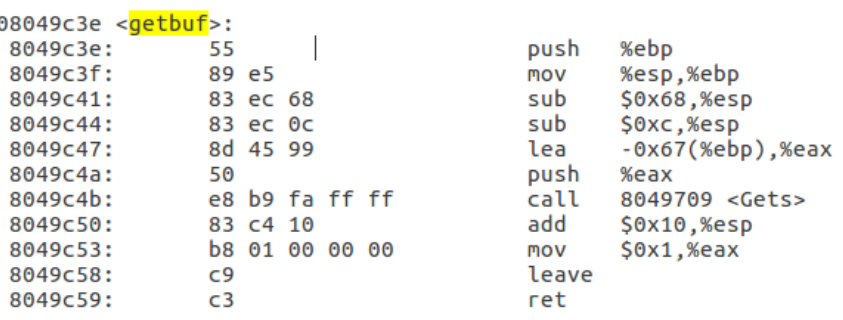 08049c3e <getbuf>:
8049c3e: 55 push %ebp
8049c3f: 89 e5 mov %esp,%ebp
8049c41: 83 ec 68 sub $0x68,%esp
8049c44: 83 ec 0c sub $0xc,%esp
8049c47: 8d 45 99 lea -0x67(%ebp),%eax
8049c4a: 50 push %eax
8049c4b: e8 b9 fa ff ff call 8049709 <Gets>
8049c50: 83 c4 10 add $0x10,%esp
8049c53: b8 01 00 00 00 mov $0x1,%eax
8049c58: c9 leave
8049c59: c3 ret